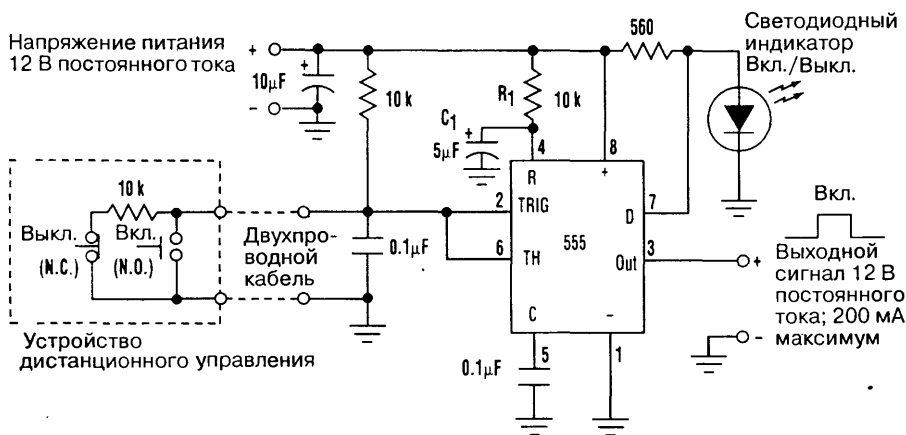 Напряжение питания
12 В постоянного тока
+
-
10μF
+
10 k
R1
10 k
C1
+
5μF
560
Светодиодный
индикатор
Вкл./Выкл.
4
8
R
+
2
TRIG
6
TH
555
D
7
Out
3
C
-
5
1
0.1μF
0.1μF
10 k
Выкл.
(N.C.)
Вкл.
(N.O.)
Двухпро-
водной
кабель
Устройство
дистанционного управления
Вкл.
+
Выходной
сигнал 12 В
постоянного
тока; 200 мА
максимум
-